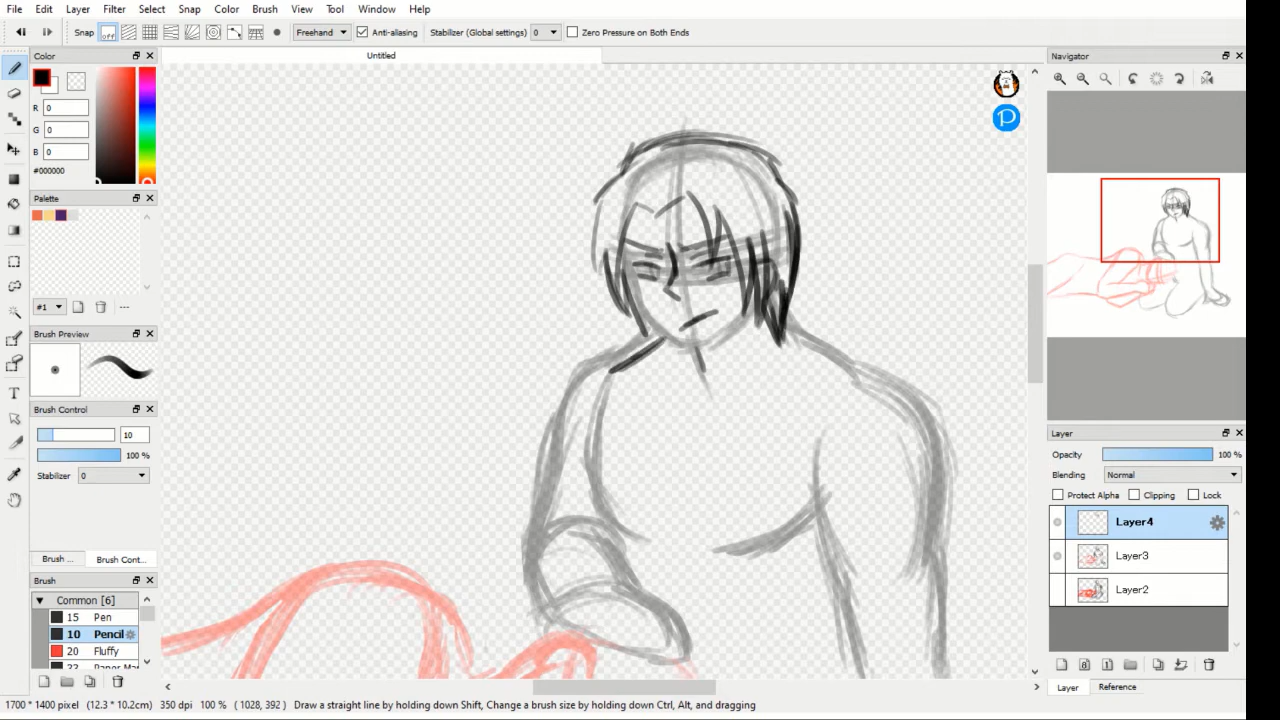 File Edit Layer Filter Select Snap Color Brush View Tool Window Help
Snap off Freehand Anti-aliasing Stabilizer (Global settings) 0 Zero Pressure on Both Ends
Color
Untitled
Navigator
R 0
G 0
B 0
#000000
Palette
#1 ---
Brush Preview
Brush Control
10
100 %
Stabilizer 0
Brush ... Brush Cont...
Brush
Common [6]
15 Pen
10 Pencil
20 Fluffy
P
Layer
Opacity 100 %
Blending Normal
Protect Alpha Clipping Lock
Layer4
Layer3
Layer2
8 1
Layer Reference
1700 * 1400 pixel (12.3 * 10.2cm) 350 dpi 100 % ( 1028, 392 ) Draw a straight line by holding down Shift, Change a brush size by holding down Ctrl, Alt, and dragging